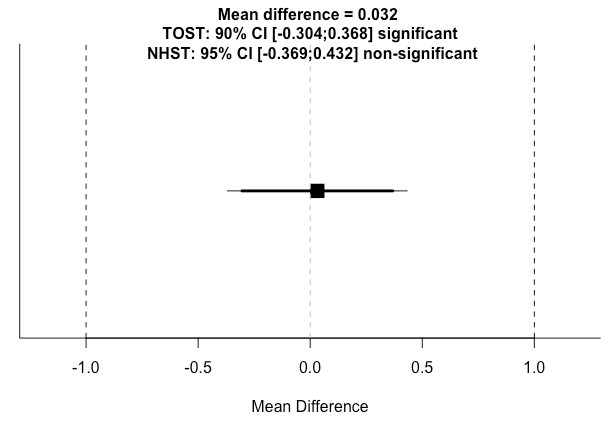 Mean difference = 0.032
TOST: 90% CI [-0.304;0.368] significant
NHST: 95% CI [-0.369;0.432] non-significant
-1.0 -0.5 0.0 0.5 1.0
Mean Difference